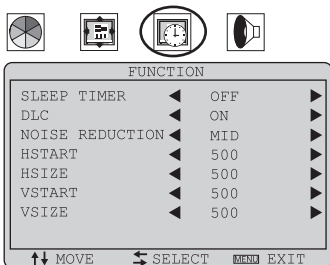 FUNCTION
SLEEP TIMER OFF
DLC ON
NOISE REDUCTION MID
HSTART 500
HSIZE 500
VSTART 500
VSIZE 500
MOVE SELECT MENU EXIT